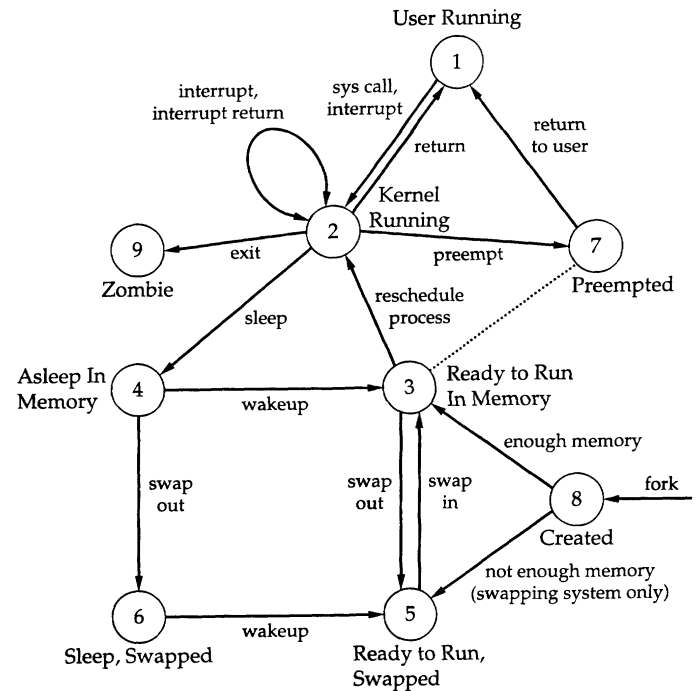 User Running
1
interrupt,
interrupt return
sys call,
interrupt
return
return
to user
Kernel
Running
2
9
exit
Zombie
preempt
7
Preempted
sleep
reschedule
process
Asleep In
Memory
4
wakeup
3
Ready to Run
In Memory
enough memory
swap
out
swap
out
swap
in
8
fork
Created
not enough memory
(swapping system only)
6
wakeup
5
Sleep, Swapped
Ready to Run,
Swapped